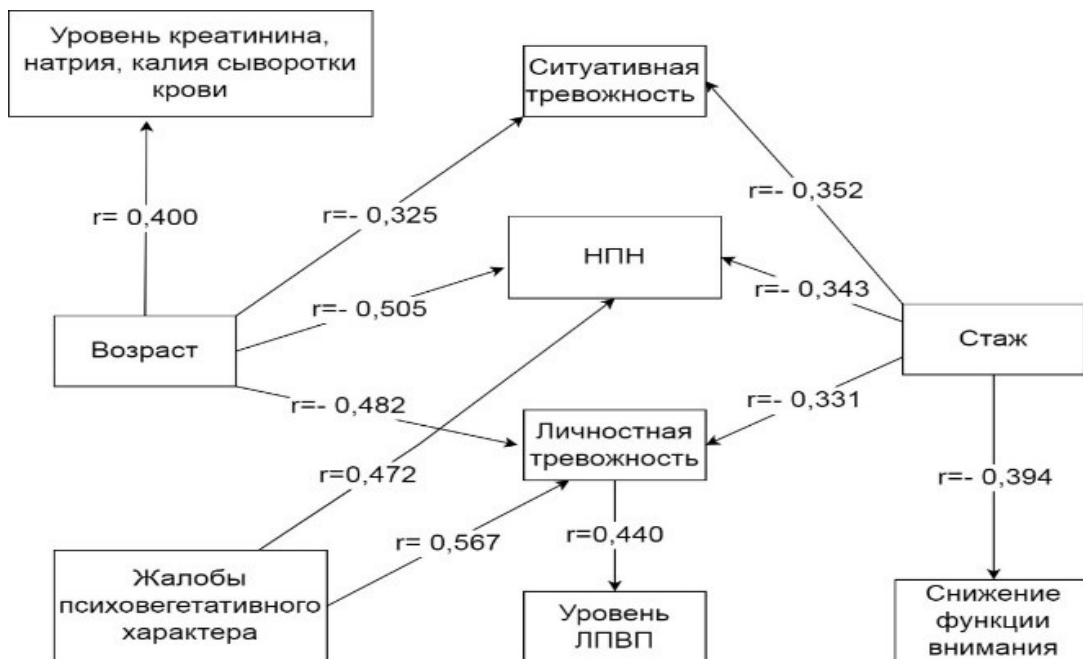 Уровень креатинина,
натрия, калия сыворотки
крови
Ситуативная
тревожность
r= 0,400
r=- 0,325
r=- 0,352
НПН
r=- 0,505
r=- 0,343
Возраст
Стаж
r=- 0,482
r=- 0,331
Личностная
тревожность
r=0,472
r=- 0,394
r= 0,567
r=0,440
Жалобы
психовегетативного
характера
Уровень
ЛПВП
Снижение
функции
внимания